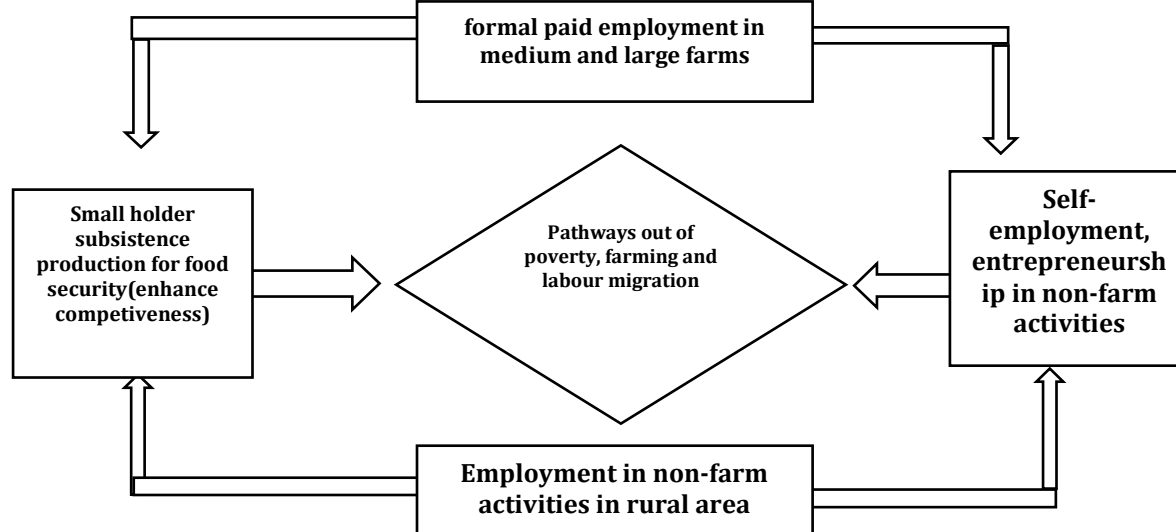 formal paid employment in
medium and large farms
Small holder
subsistence
production for food
security(enhance
competiveness)
Pathways out of
poverty, farming and
labour migration
Self-
employment,
entrepreneursh
ip in non-farm
activities
Employment in non-farm
activities in rural area